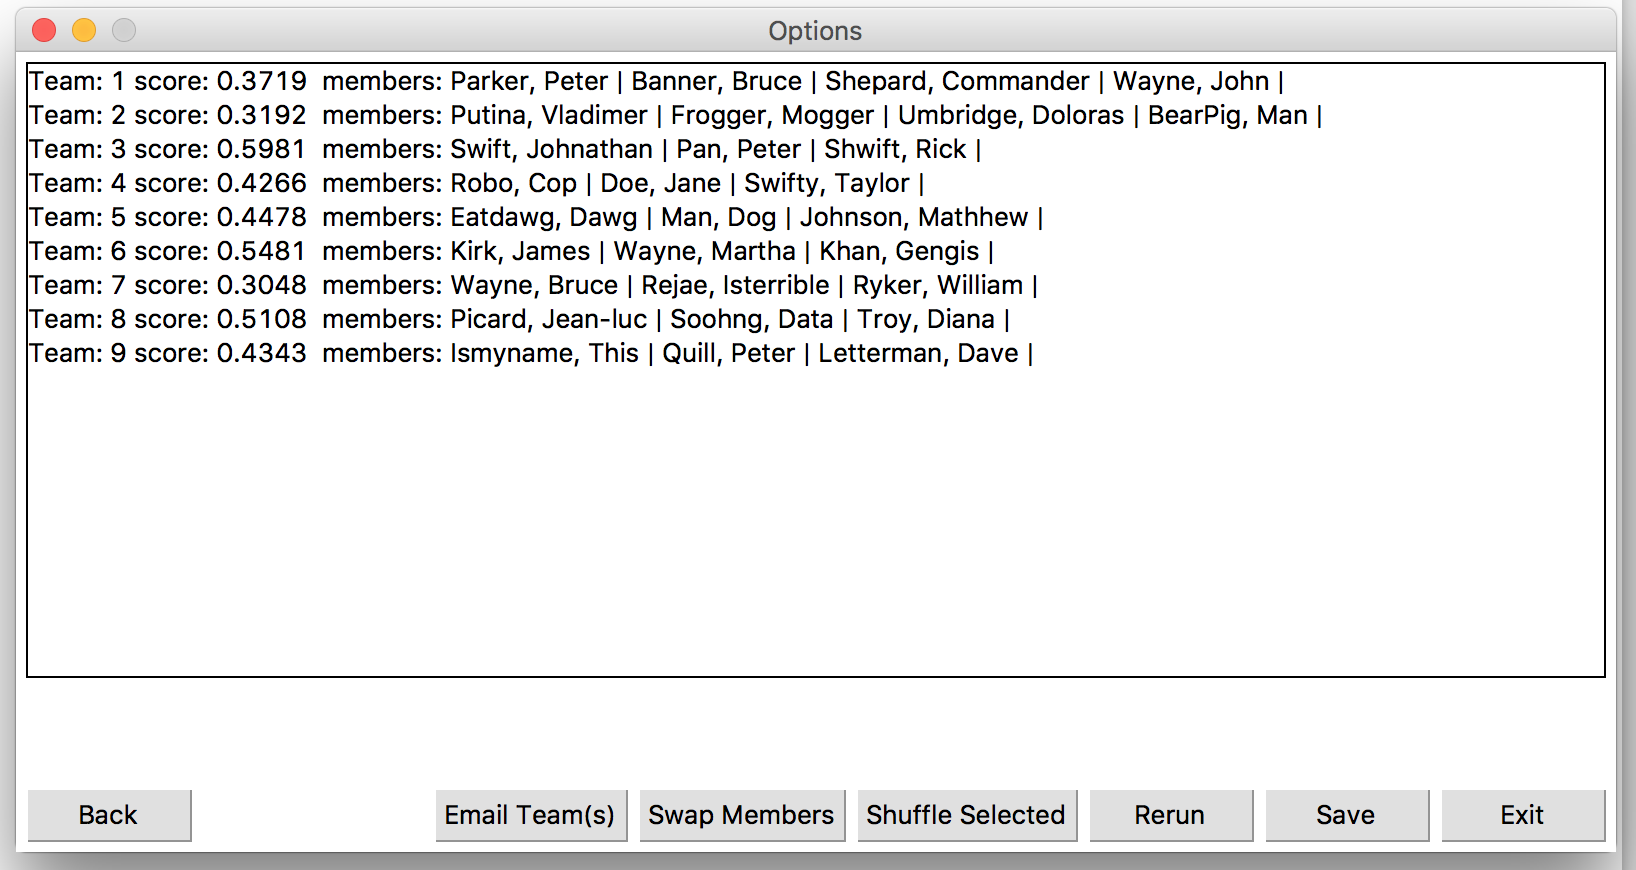 Options
Team: 1 score: 0.3719  members: Parker, Peter | Banner, Bruce | Shepard, Commander | Wayne, John |
Team: 2 score: 0.3192  members: Putina, Vladimer | Frogger, Mogger | Umbridge, Doloras | BearPig, Man |
Team: 3 score: 0.5981  members: Swift, Johnathan | Pan, Peter | Shwift, Rick |
Team: 4 score: 0.4266  members: Robo, Cop | Doe, Jane | Swifty, Taylor |
Team: 5 score: 0.4478  members: Eatdawg, Dawg | Man, Dog | Johnson, Mathhew |
Team: 6 score: 0.5481  members: Kirk, James | Wayne, Martha | Khan, Gengis |
Team: 7 score: 0.3048  members: Wayne, Bruce | Rejae, Isterrible | Ryker, William |
Team: 8 score: 0.5108  members: Picard, Jean-luc | Soohng, Data | Troy, Diana |
Team: 9 score: 0.4343  members: Ismyname, This | Quill, Peter | Letterman, Dave |
Back Email Team(s) Swap Members Shuffle Selected Rerun Save Exit